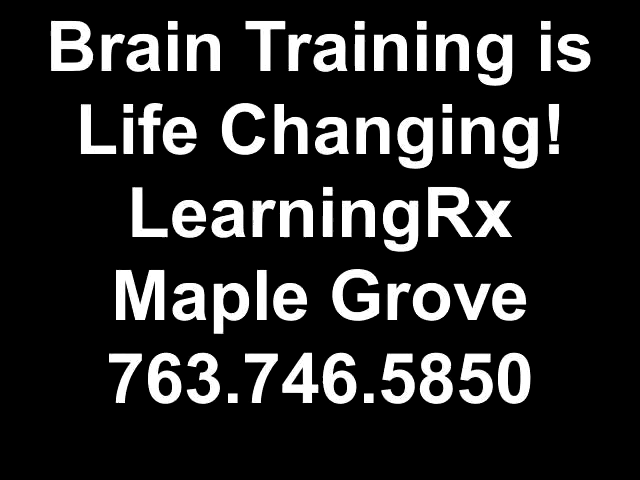 Brain Training is
Life Changing!
LearningRx
Maple Grove
763.746.5850